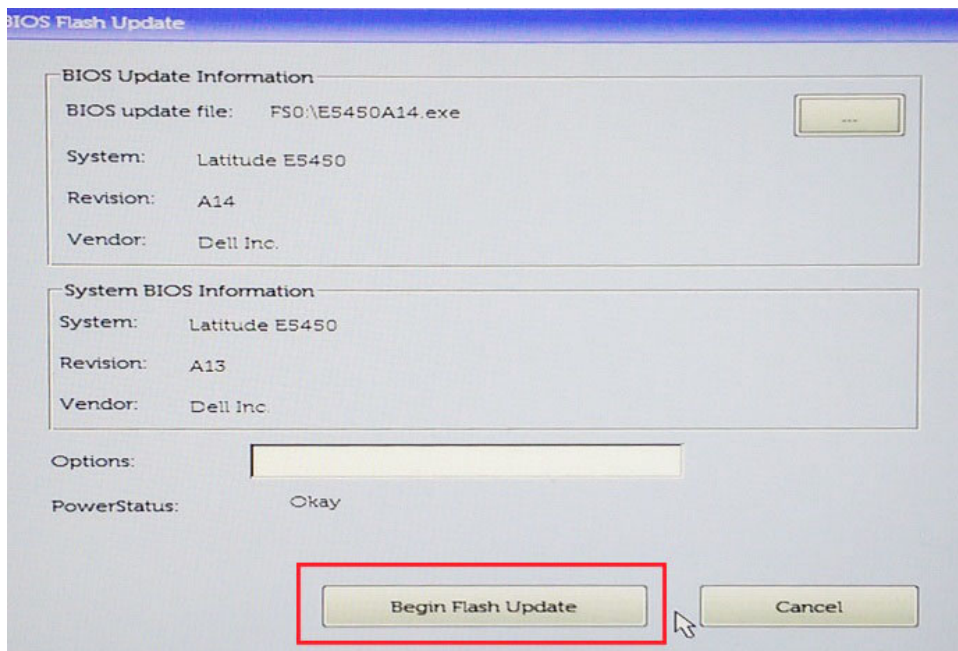 BIOS Flash Update
BIOS Update Information
BIOS update file: FS0:\E5450A14.exe
...
System: Latitude E5450
Revision: A14
Vendor: Dell Inc.
System BIOS Information
System: Latitude E5450
Revision: A13
Vendor: Dell Inc.
Options:
PowerStatus: Okay
Begin Flash Update Cancel